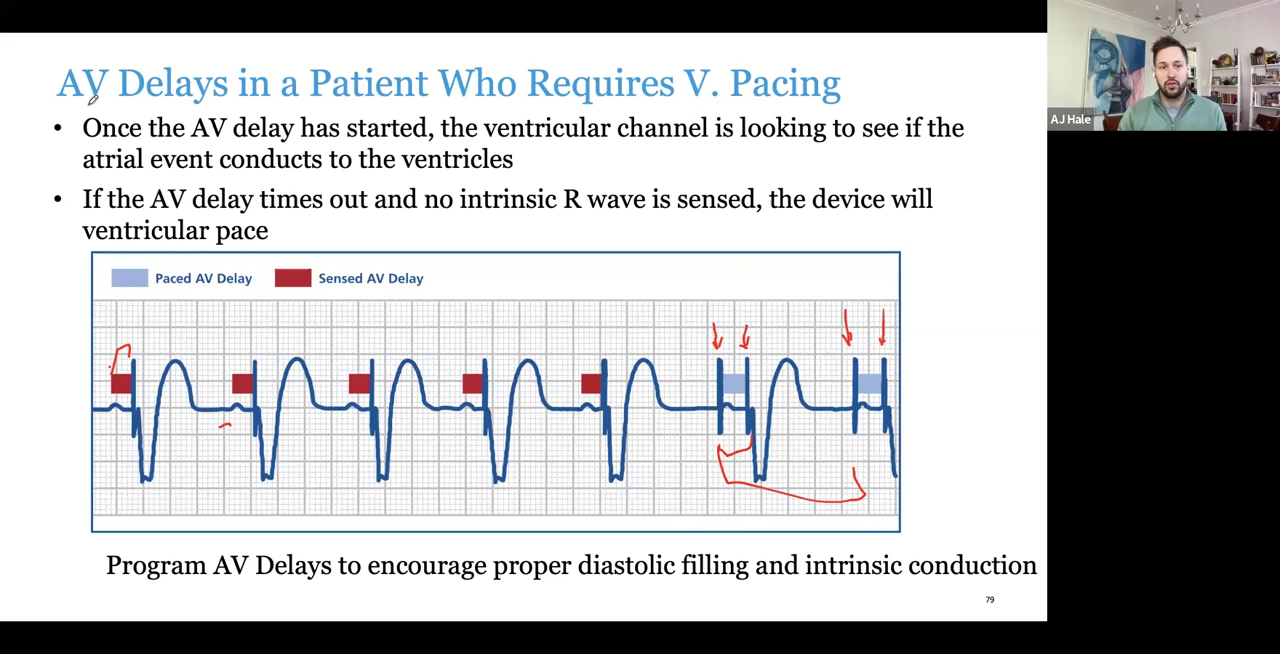 AV Delays in a Patient Who Requires V. Pacing
AJ Hale
• Once the AV delay has started, the ventricular channel is looking to see if the
atrial event conducts to the ventricles
• If the AV delay times out and no intrinsic R wave is sensed, the device will
ventricular pace
Paced AV Delay
Sensed AV Delay
Program AV Delays to encourage proper diastolic filling and intrinsic conduction
79